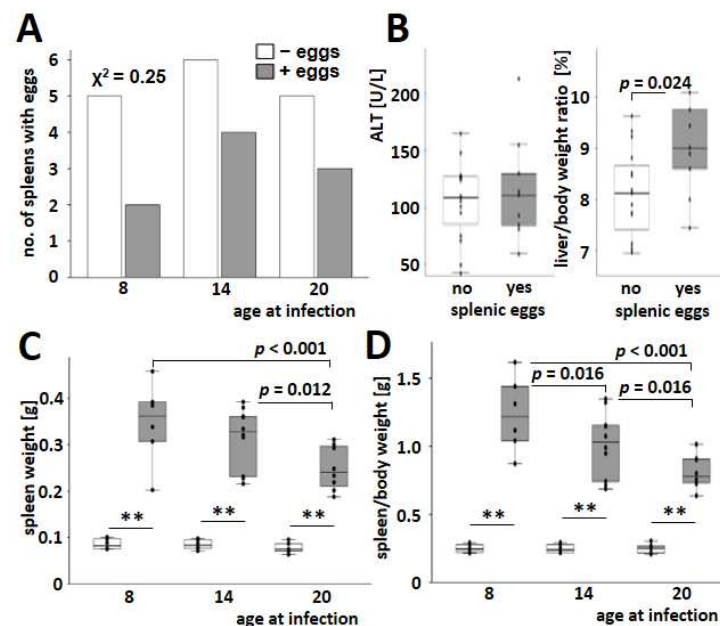 A
no. of spleens with eggs
6
5
4
3
2
1
0
χ² = 0.25
– eggs
+ eggs
8 14 20
age at infection
B
ALT [U/L]
200
150
100
50
no yes
splenic eggs
liver/body weight ratio [%]
p = 0.024
10
9
8
7
no yes
splenic eggs
C
spleen weight [g]
p < 0.001
p = 0.012
0.4
0.3
0.2
0.1
0
** ** **
8 14 20
age at infection
D
spleen/body weight [g]
p < 0.001
p = 0.016 p = 0.016
1.5
1.0
0.5
0
** ** **
8 14 20
age at infection